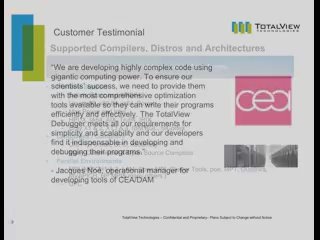 Customer Testimonial
TOTALVIEW
TECHNOLOGIES
Supported Compilers, Distros and Architectures
"We are developing highly complex code using
gigantic computing power. To ensure our
scientists' success, we need to provide them
with the most comprehensive optimization
tools available so they can write their programs
efficiently and effectively. The TotalView
Debugger meets all our requirements for
simplicity and scalability and our developers
find it indispensable in developing and
debugging their programs."
cea
Parallel Environments
- Jacques Noé, operational manager for
developing tools of CEA/DAM
TotalView Technologies - Confidential and Proprietary - Plans Subject to Change without Notice